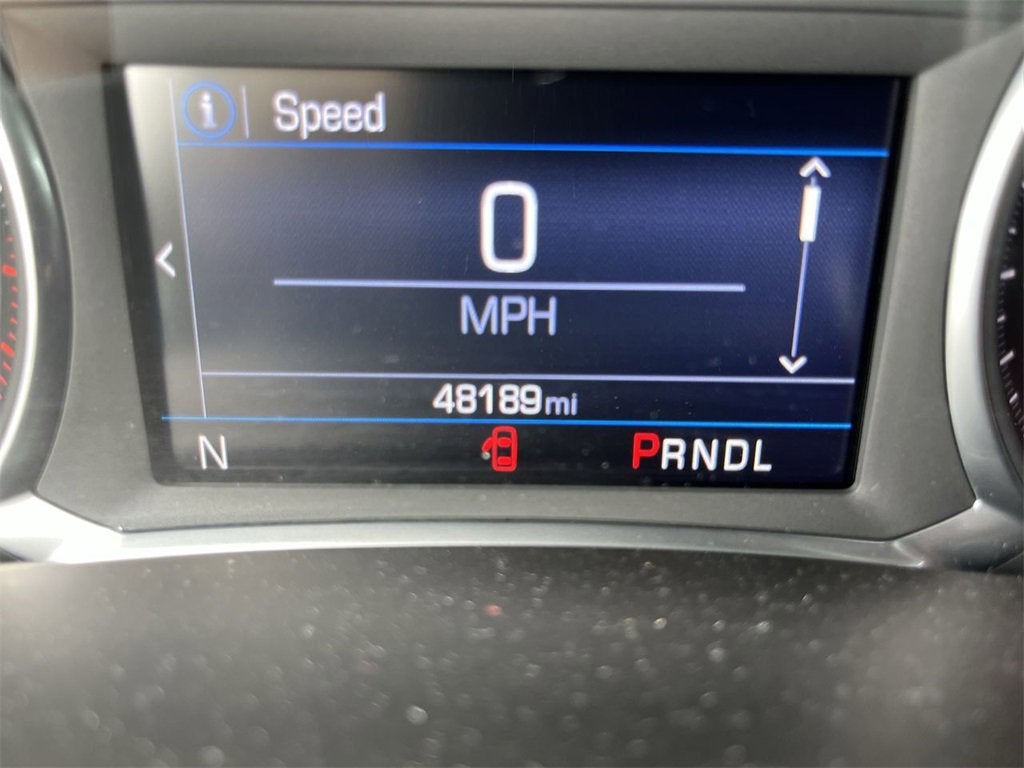 i Speed
0
MPH
48189mi
N PRNDL